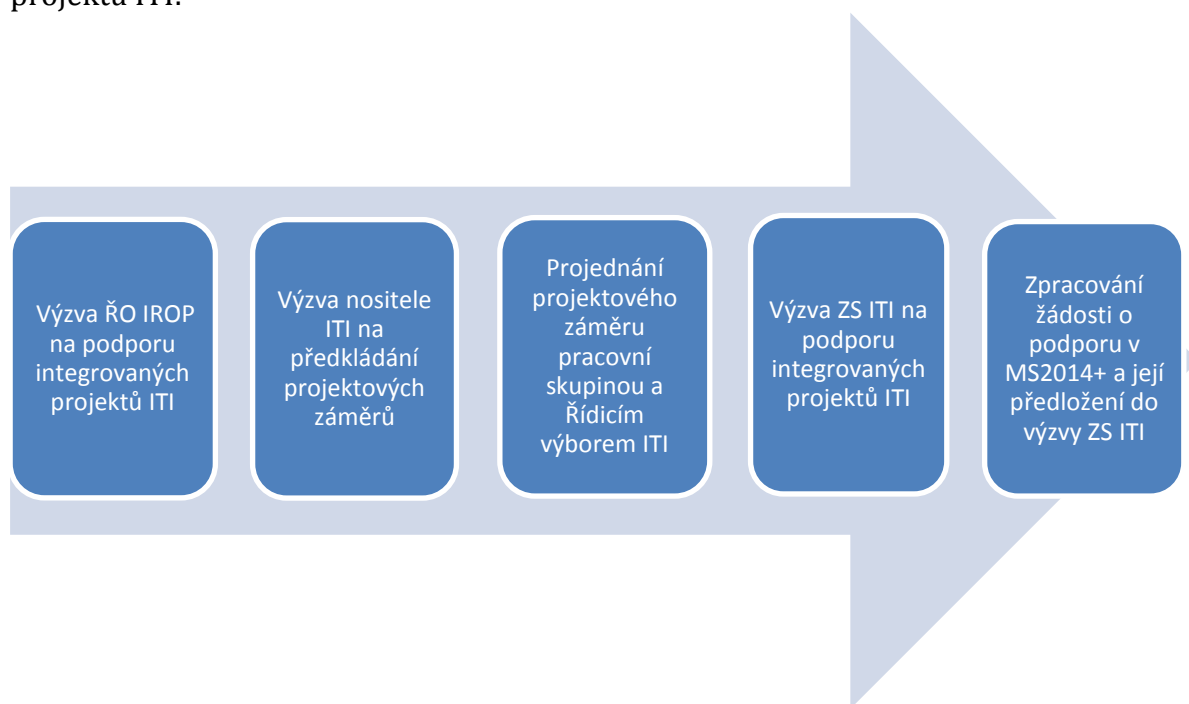 projektů ITI.
Výzva ŘO IROP
na podporu
integrovaných
projektů ITI
Výzva nositele
ITI na
předkládání
projektových
záměrů
Projednání
projektového
záměru
pracovní
skupinou a
Řídicím
výborem ITI
Výzva ZS ITI na
podporu
integrovaných
projektů ITI
Zpracování
žádosti o
podporu v
MS2014+ a její
předložení do
výzvy ZS ITI